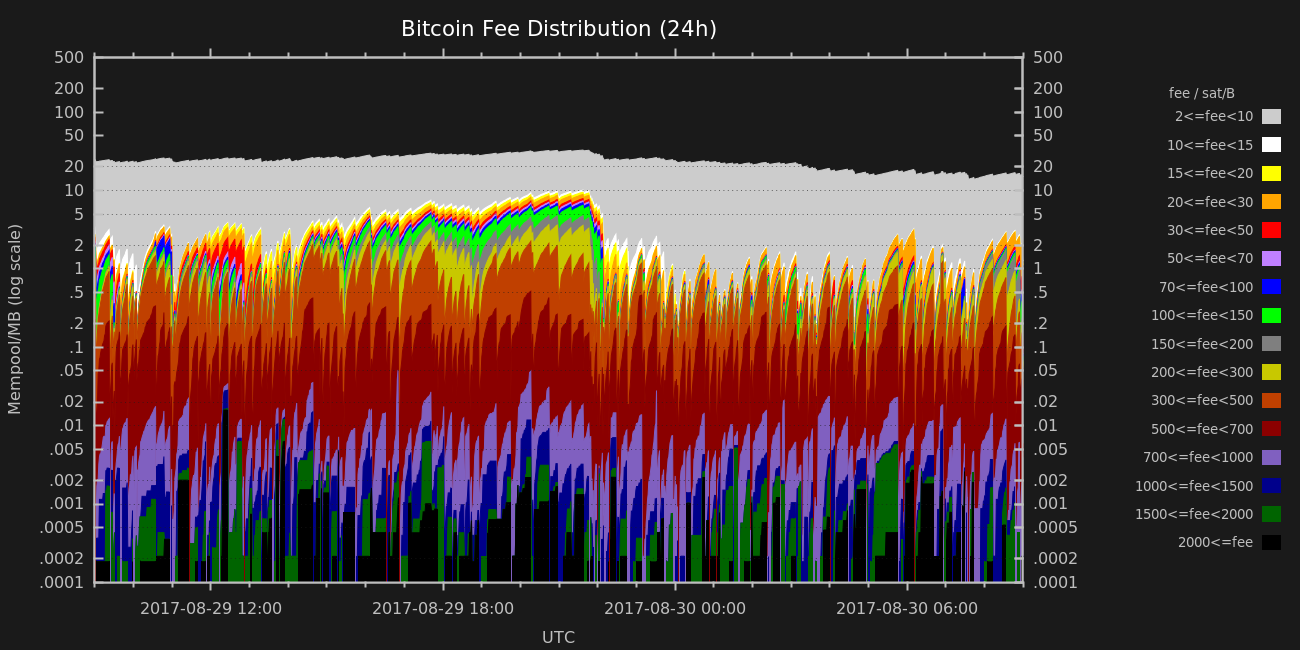 Bitcoin Fee Distribution (24h)
500
200
100
50
20
10
5
2
1
.5
.2
.1
.05
.02
.01
.005
.002
.001
.0005
.0002
.0001
Mempool/MB (log scale)
500
200
100
50
20
10
5
2
1
.5
.2
.1
.05
.02
.01
.005
.002
.001
.0005
.0002
.0001
fee / sat/B
2<=fee<10
10<=fee<15
15<=fee<20
20<=fee<30
30<=fee<50
50<=fee<70
70<=fee<100
100<=fee<150
150<=fee<200
200<=fee<300
300<=fee<500
500<=fee<700
700<=fee<1000
1000<=fee<1500
1500<=fee<2000
2000<=fee
2017-08-29 12:00
2017-08-29 18:00
2017-08-30 00:00
2017-08-30 06:00
UTC